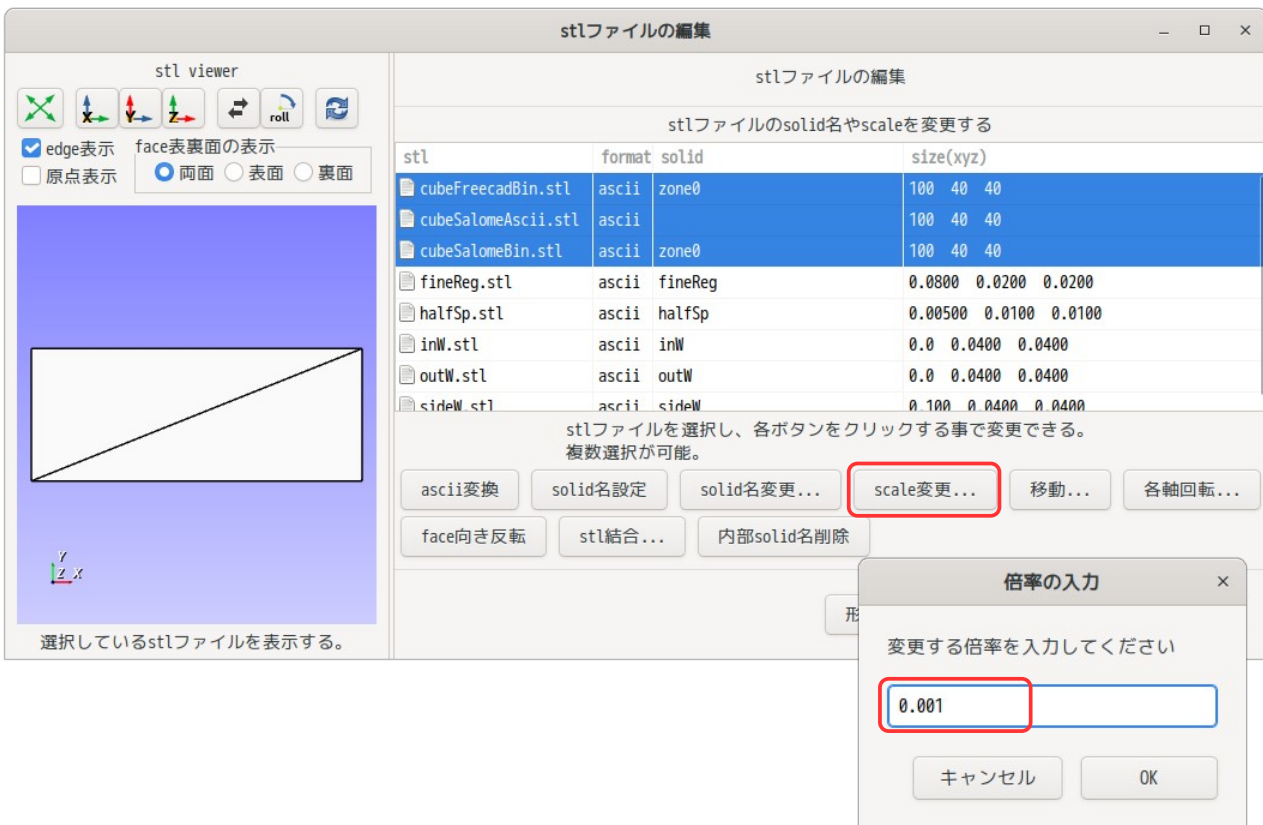 stlファイルの編集
stl viewer
roll
edge表示
原点表示
face表裏面の表示
両面 表面 裏面
Y
Z X
選択しているstlファイルを表示する。
stlファイルの編集
stlファイルのsolid名やscaleを変更する
stl format solid size(xyz)
cubeFreecadBin.stl ascii zone0 100 40 40
cubeSalomeAscii.stl ascii 100 40 40
cubeSalomeBin.stl ascii zone0 100 40 40
fineReg.stl ascii fineReg 0.0800 0.0200 0.0200
halfSp.stl ascii halfSp 0.00500 0.0100 0.0100
inW.stl ascii inW 0.0 0.0400 0.0400
outW.stl ascii outW 0.0 0.0400 0.0400
sideW.stl ascii sideW 0.100 0.0400 0.0400
stlファイルを選択し、各ボタンをクリックする事で変更できる。
複数選択が可能。
ascii変換 solid名設定 solid名変更... scale変更... 移動... 各軸回転...
face向き反転 stl結合... 内部solid名削除
形
倍率の入力
変更する倍率を入力してください
0.001
キャンセル OK